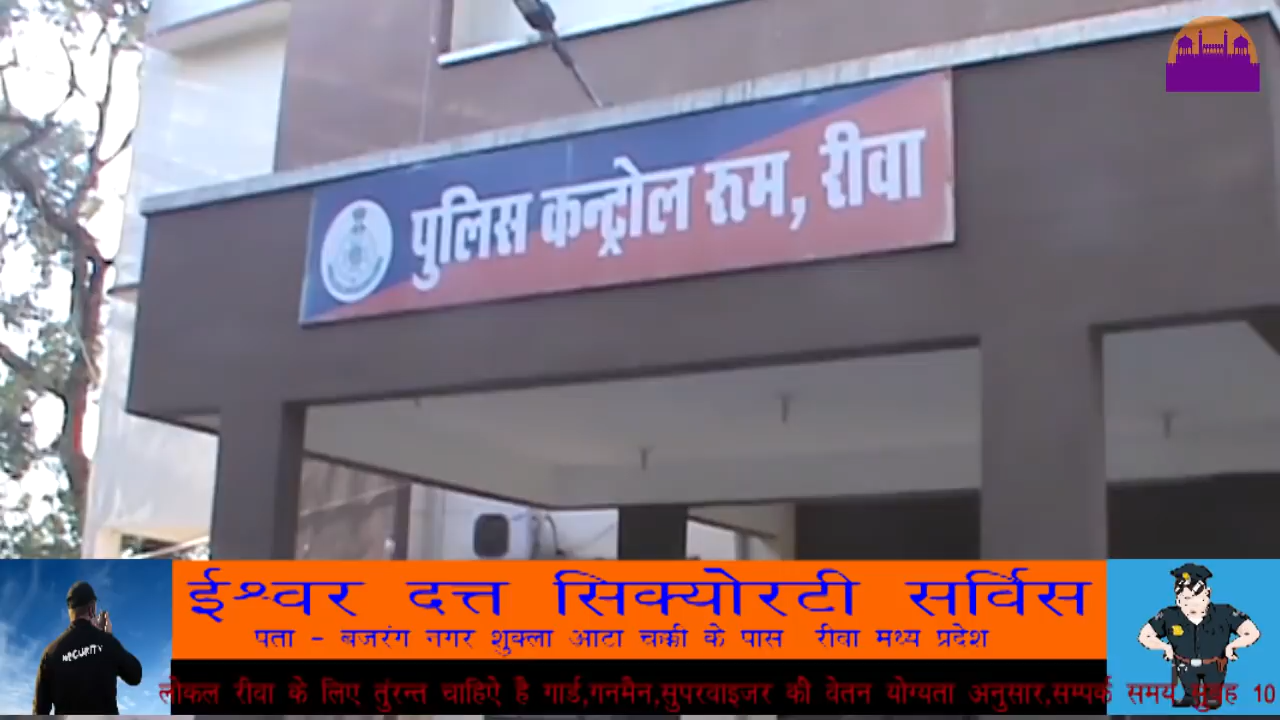 पुलिस कन्ट्रोल रूम, रीवा
ईश्वर दत्त सिक्योरटी सर्विस
पता - बजरंग नगर शुक्ला आटा चक्की के पास रीवा मध्य प्रदेश
SECURITY
लोकल रीवा के लिए तुंरन्त चाहिऐ है गार्ड,गनमैन,सुपरवाइजर की वेतन योग्यता अनुसार,सम्पर्क समय सुबह 10